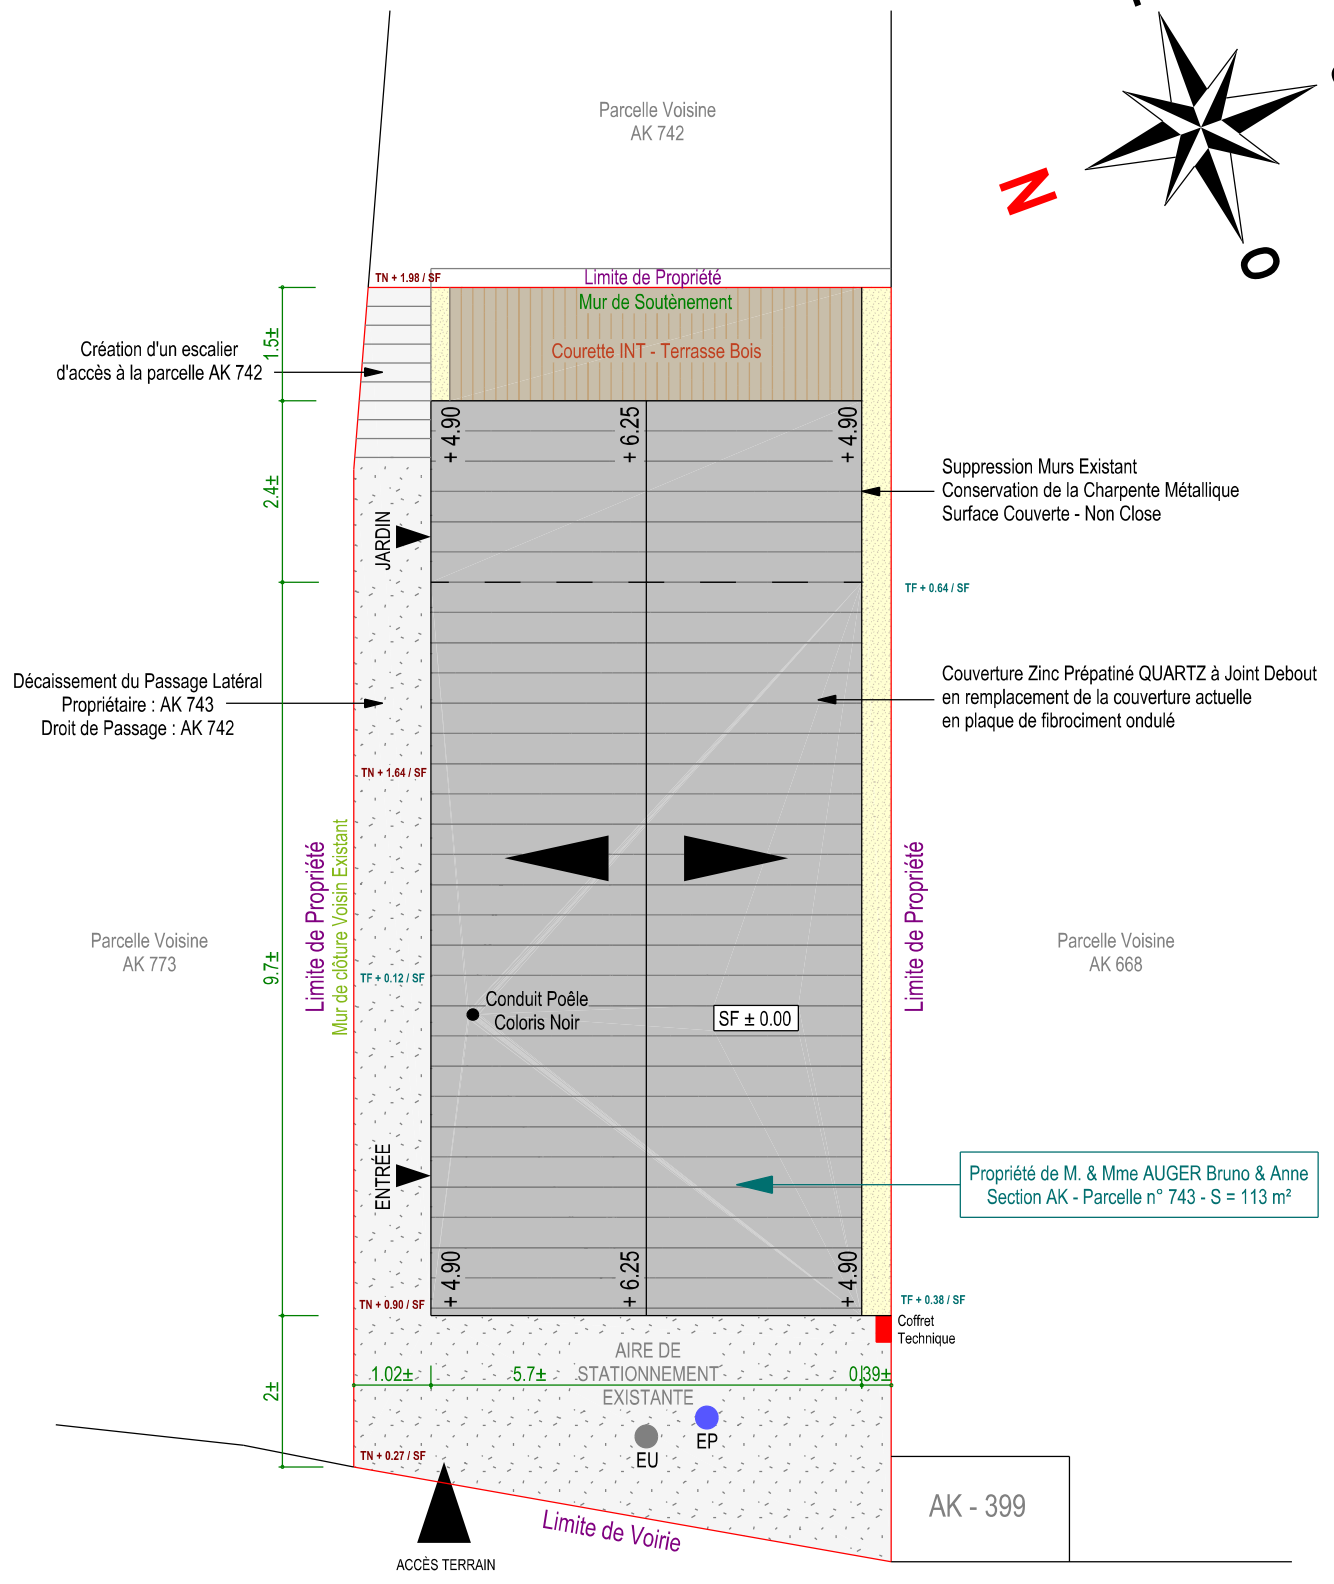 Parcelle Voisine
AK 742
N
O
TN + 1.98 / SF
Limite de Propriété
Mur de Soutènement
Courette INT - Terrasse Bois
1.5±
Création d'un escalier
d'accès à la parcelle AK 742
+ 4.90
+ 6.25
+ 4.90
2.4±
JARDIN
Suppression Murs Existant
Conservation de la Charpente Métallique
Surface Couverte - Non Close
TF + 0.64 / SF
Décaissement du Passage Latéral
Propriétaire : AK 743
Droit de Passage : AK 742
Couverture Zinc Prépatiné QUARTZ à Joint Debout
en remplacement de la couverture actuelle
en plaque de fibrociment ondulé
TN + 1.64 / SF
Limite de Propriété
Mur de clôture Voisin Existant
Limite de Propriété
Parcelle Voisine
AK 773
9.7±
TF + 0.12 / SF
Conduit Poêle
Coloris Noir
SF ± 0.00
Parcelle Voisine
AK 668
ENTRÉE
Propriété de M. & Mme AUGER Bruno & Anne
Section AK - Parcelle n° 743 - S = 113 m²
+ 4.90
+ 6.25
+ 4.90
TN + 0.90 / SF
TF + 0.38 / SF
Coffret
Technique
AIRE DE
STATIONNEMENT
EXISTANTE
1.02±
5.7±
0.39±
2±
EU
EP
TN + 0.27 / SF
Limite de Voirie
AK - 399
ACCÈS TERRAIN